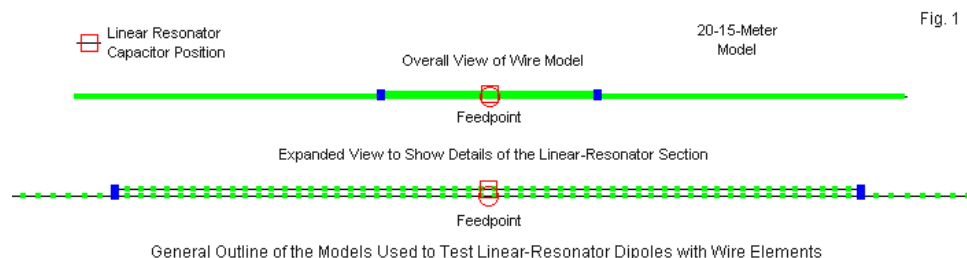 Fig. 1
Linear Resonator
Capacitor Position
20-15-Meter
Model
Overall View of Wire Model
Feedpoint
Expanded View to Show Details of the Linear-Resonator Section
Feedpoint
General Outline of the Models Used to Test Linear-Resonator Dipoles with Wire Elements